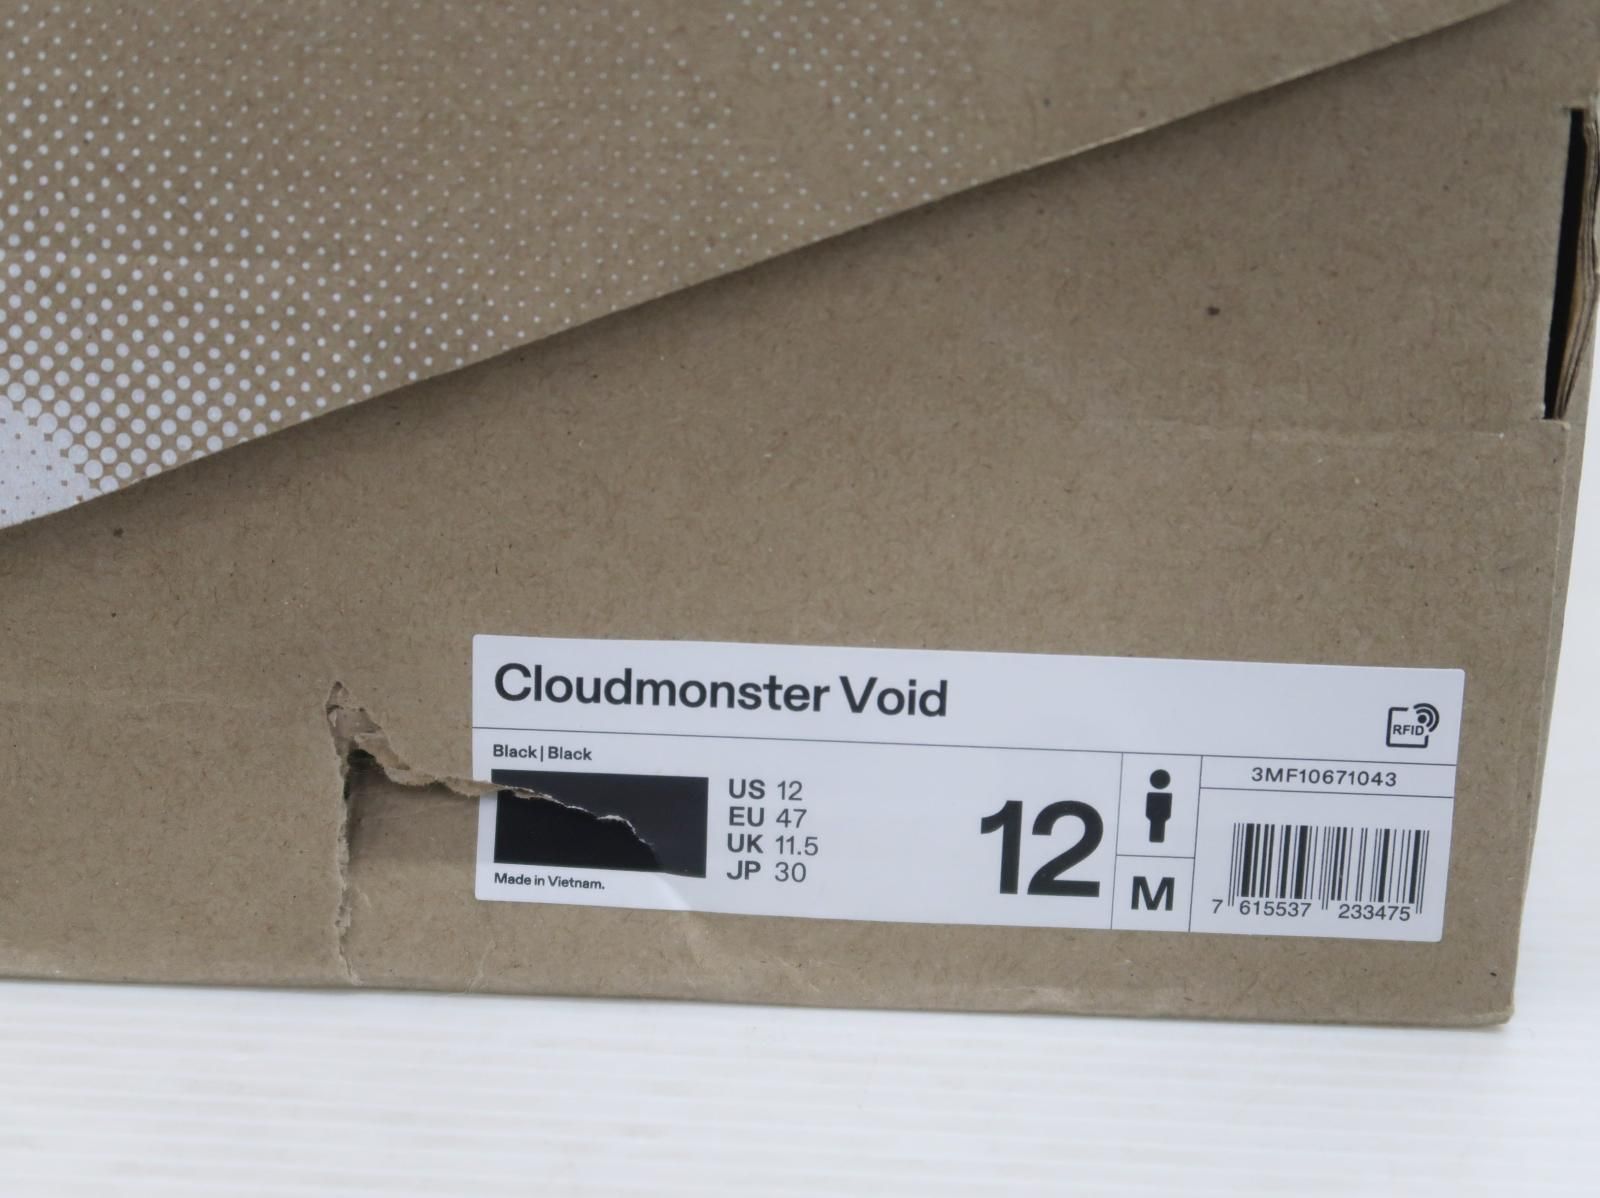 Cloudmonster Void
RFID
Black | Black
US 12
EU 47
UK 11.5
JP 30
Made in Vietnam.
12
M
3MF10671043
7 615537 233475